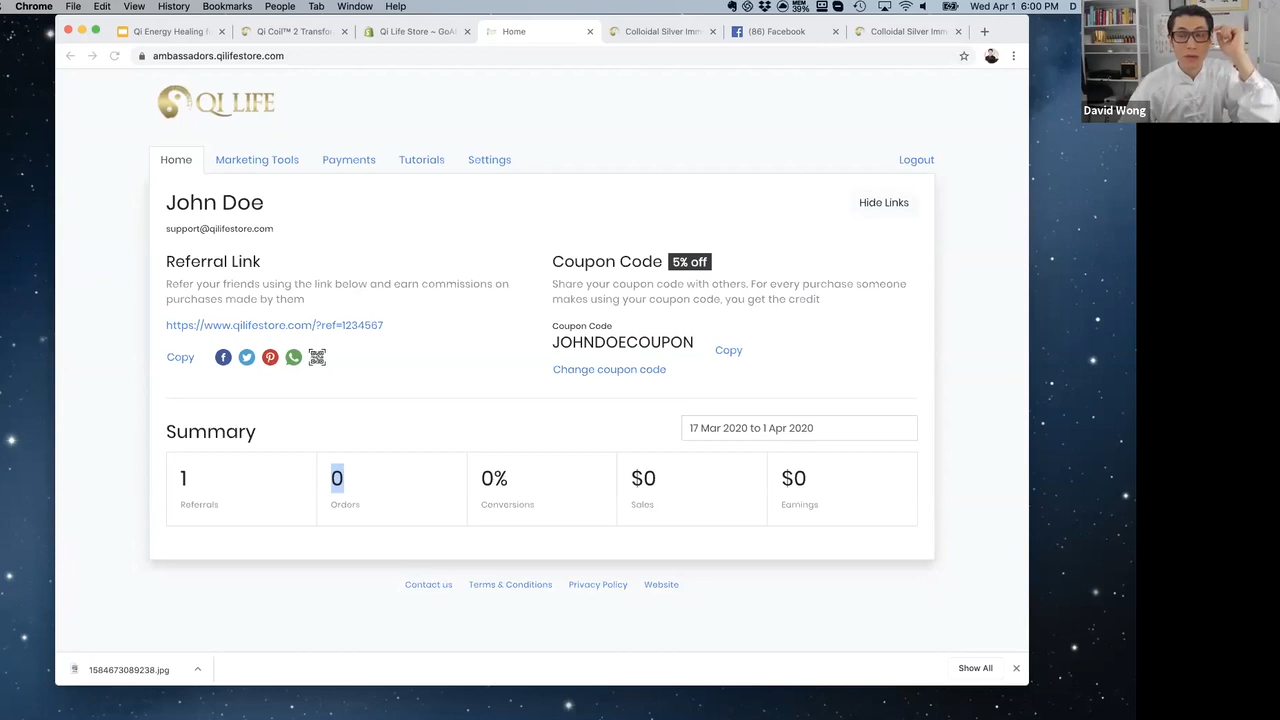 Chrome File Edit View History Bookmarks People Tab Window Help MEM 39% Wed Apr 1 6:00 PM D
Qi Energy Healing f Qi Coil™ 2 Transfo Qi Life Store ~ GoA Home Colloidal Silver Imm (86) Facebook Colloidal Silver Imm
ambassadors.qilifestore.com
David Wong
QI LIFE
Home Marketing Tools Payments Tutorials Settings Logout
John Doe Hide Links
support@qilifestore.com
Referral Link
Refer your friends using the link below and earn commissions on
purchases made by them
https://www.qilifestore.com/?ref=1234567
Copy
Coupon Code 5% off
Share your coupon code with others. For every purchase someone
makes using your coupon code, you get the credit
Coupon Code
JOHNDOECOUPON Copy
Change coupon code
Summary 17 Mar 2020 to 1 Apr 2020
1 0 0% $0 $0
Referrals Orders Conversions Sales Earnings
Contact us Terms & Conditions Privacy Policy Website
1584673089238.jpg Show All